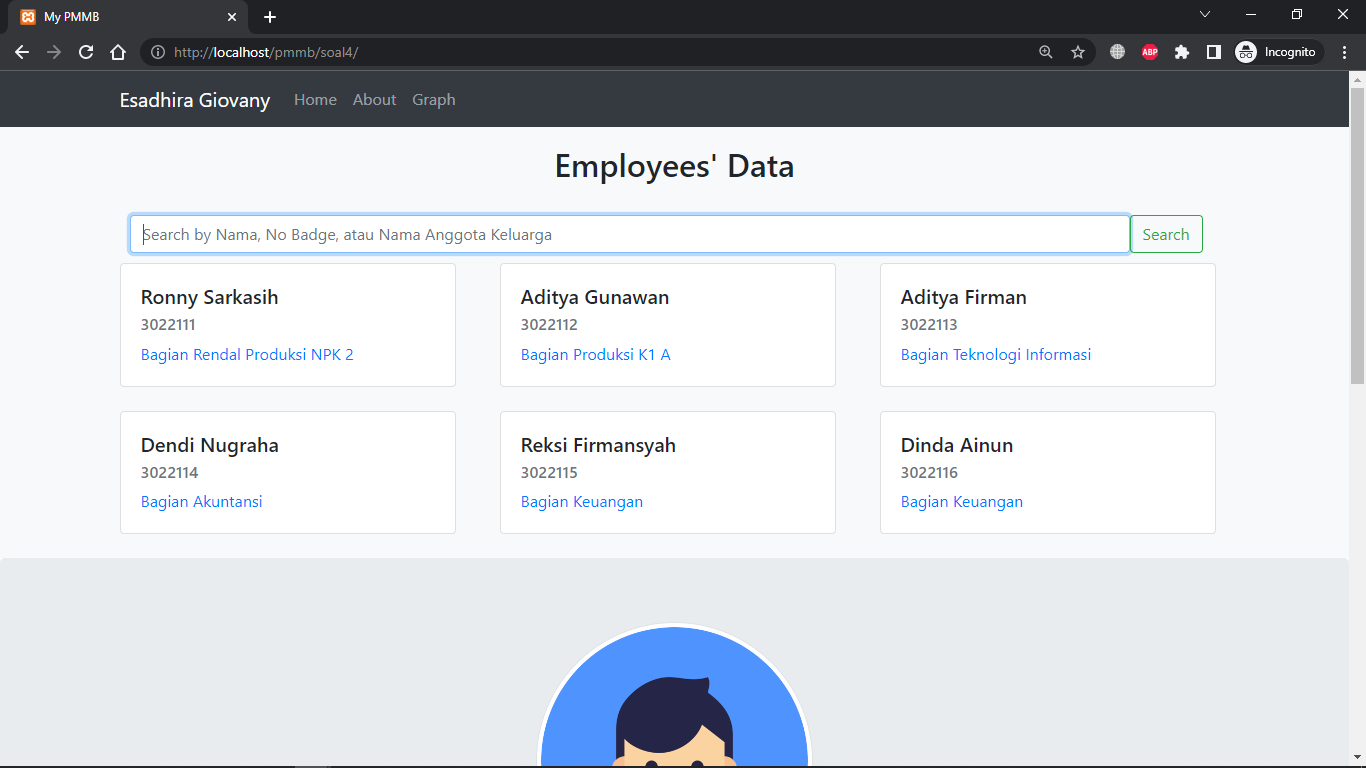 My PMMB
http://localhost/pmmb/soal4/
ABP
Incognito
Esadhira Giovany Home About Graph
Employees' Data
Search by Nama, No Badge, atau Nama Anggota Keluarga
Search
Ronny Sarkasih
3022111
Bagian Rendal Produksi NPK 2
Aditya Gunawan
3022112
Bagian Produksi K1 A
Aditya Firman
3022113
Bagian Teknologi Informasi
Dendi Nugraha
3022114
Bagian Akuntansi
Reksi Firmansyah
3022115
Bagian Keuangan
Dinda Ainun
3022116
Bagian Keuangan